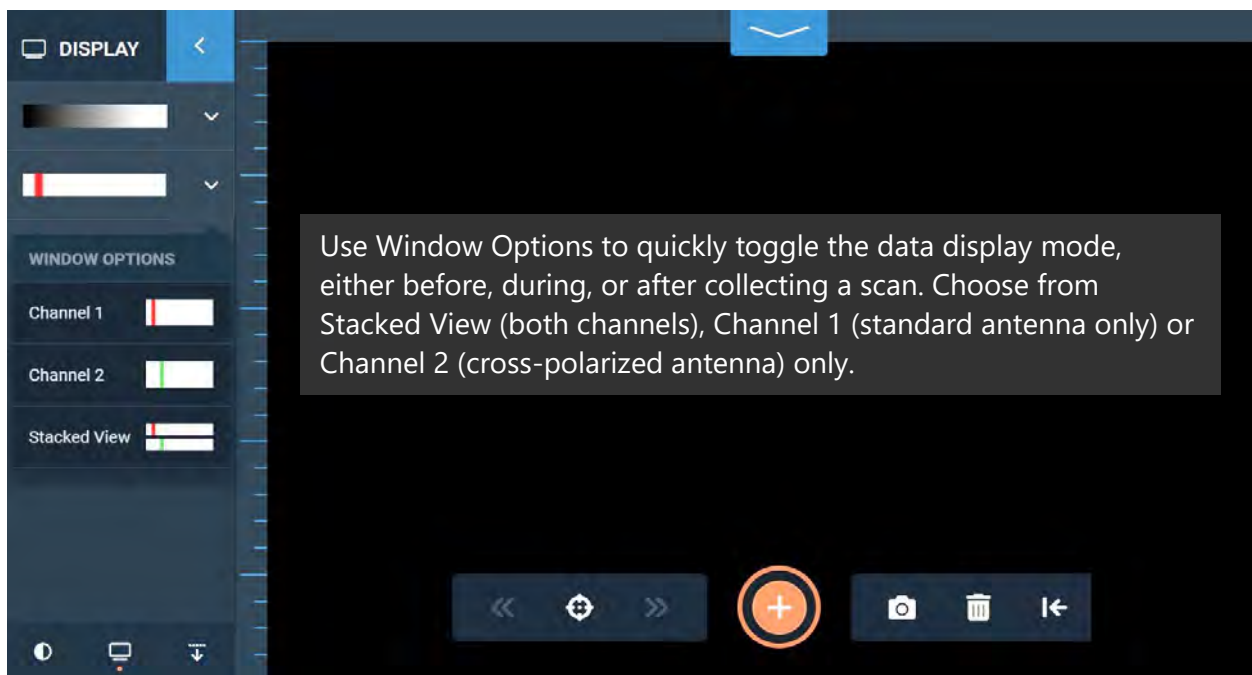 DISPLAY
WINDOW OPTIONS
Channel 1
Channel 2
Stacked View
Use Window Options to quickly toggle the data display mode,
either before, during, or after collecting a scan. Choose from
Stacked View (both channels), Channel 1 (standard antenna only) or
Channel 2 (cross-polarized antenna) only.